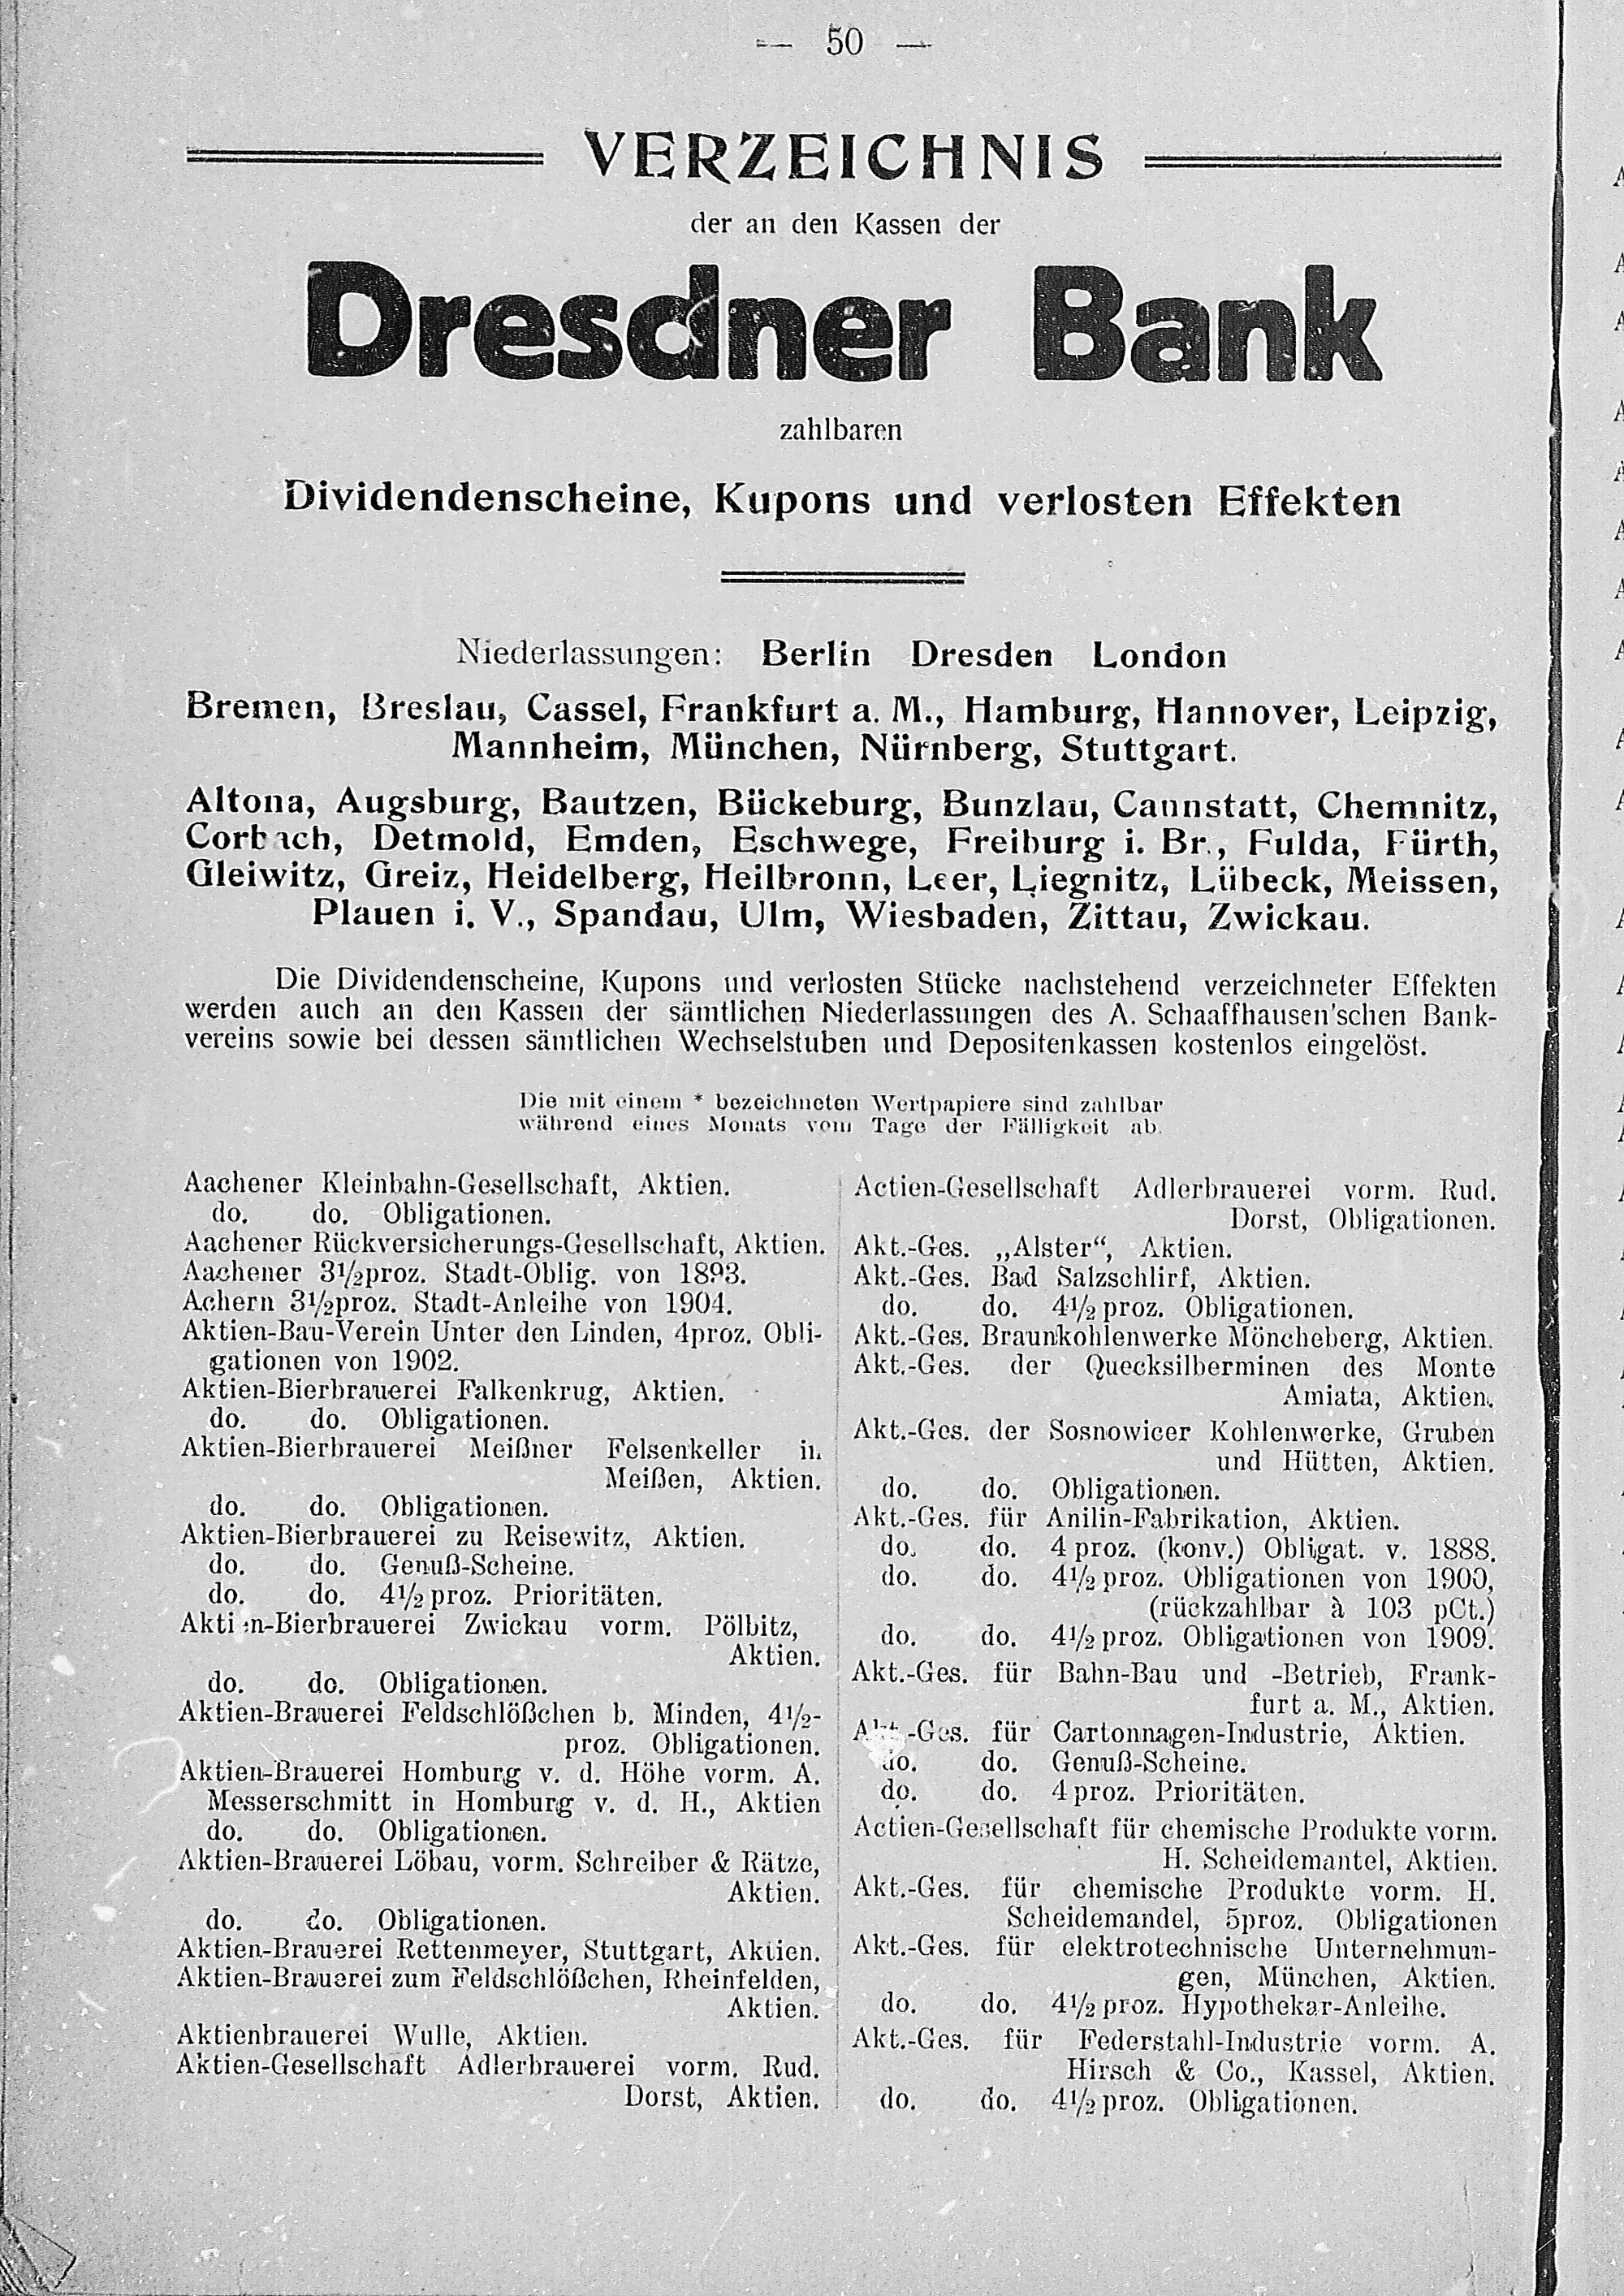 — 50 —
VERZEICHNIS
der an den Kassen der
Dresdner Bank
zahlbaren
Dividendenscheine, Kupons und verlosten Effekten
Niederlassungen: Berlin Dresden London
Bremen, Breslau, Cassel, Frankfurt a. M., Hamburg, Hannover, Leipzig,
Mannheim, München, Nürnberg, Stuttgart.
Altona, Augsburg, Bautzen, Bückeburg, Bunzlau, Cannstatt, Chemnitz,
Corbach, Detmold, Emden, Eschwege, Freiburg i. Br., Fulda, Fürth,
Gleiwitz, Greiz, Heidelberg, Heilbronn, Leer, Liegnitz, Lübeck, Meissen,
Plauen i. V., Spandau, Ulm, Wiesbaden, Zittau, Zwickau.
Die Dividendenscheine, Kupons und verlosten Stücke nachstehend verzeichneter Effekten
werden auch an den Kassen der sämtlichen Niederlassungen des A. Schaaffhausen'schen Bank-
vereins sowie bei dessen sämtlichen Wechselstuben und Depositenkassen kostenlos eingelöst.
Die mit einem * bezeichneten Wertpapiere sind zahlbar
während eines Monats vom Tage der Fälligkeit ab.
Aachener Kleinbahn-Gesellschaft, Aktien.
do. do. Obligationen.
Aachener Rückversicherungs-Gesellschaft, Aktien.
Aachener 3½proz. Stadt-Oblig. von 1893.
Achern 3½proz. Stadt-Anleihe von 1904.
Aktien-Bau-Verein Unter den Linden, 4proz. Obli-
gationen von 1902.
Aktien-Bierbrauerei Falkenkrug, Aktien.
do. do. Obligationen.
Aktien-Bierbrauerei Meißner Felsenkeller in
Meißen, Aktien.
do. do. Obligationen.
Aktien-Bierbrauerei zu Reisewitz, Aktien.
do. do. Genuß-Scheine.
do. do. 4½proz. Prioritäten.
Aktien-Bierbrauerei Zwickau vorm. Pölbitz,
Aktien.
do. do. Obligationen.
Aktien-Brauerei Feldschlößchen b. Minden, 4½-
proz. Obligationen.
Aktien-Brauerei Homburg v. d. Höhe vorm. A.
Messerschmitt in Homburg v. d. H., Aktien
do. do. Obligationen.
Aktien-Brauerei Löbau, vorm. Schreiber & Rätze,
Aktien.
do. do. Obligationen.
Aktien-Brauerei Rettenmeyer, Stuttgart, Aktien.
Aktien-Brauerei zum Feldschlößchen, Rheinfelden,
Aktien.
Aktienbrauerei Wulle, Aktien.
Aktien-Gesellschaft Adlerbrauerei vorm. Rud.
Dorst, Aktien.
Actien-Gesellschaft Adlerbrauerei vorm. Rud.
Dorst, Obligationen.
Akt.-Ges. „Alster“, Aktien.
Akt.-Ges. Bad Salzschlirf, Aktien.
do. do. 4½proz. Obligationen.
Akt.-Ges. Braunkohlenwerke Möncheberg, Aktien.
Akt.-Ges. der Quecksilberminen des Monte
Amiata, Aktien.
Akt.-Ges. der Sosnowicer Kohlenwerke, Gruben
und Hütten, Aktien.
do. do. Obligationen.
Akt.-Ges. für Anilin-Fabrikation, Aktien.
do. do. 4proz. (konv.) Obligat. v. 1888.
do. do. 4½proz. Obligationen von 1900,
(rückzahlbar à 103 pCt.)
do. do. 4½proz. Obligationen von 1909.
Akt.-Ges. für Bahn-Bau und -Betrieb, Frank-
furt a. M., Aktien.
Akt.-Ges. für Cartonnagen-Industrie, Aktien.
do. do. Genuß-Scheine.
do. do. 4proz. Prioritäten.
Actien-Gesellschaft für chemische Produkte vorm.
H. Scheidemantel, Aktien.
Akt.-Ges. für chemische Produkte vorm. H.
Scheidemandel, 5proz. Obligationen
Akt.-Ges. für elektrotechnische Unternehmun-
gen, München, Aktien.
do. do. 4½proz. Hypothekar-Anleihe.
Akt.-Ges. für Federstahl-Industrie vorm. A.
Hirsch & Co., Kassel, Aktien.
do. do. 4½proz. Obligationen.